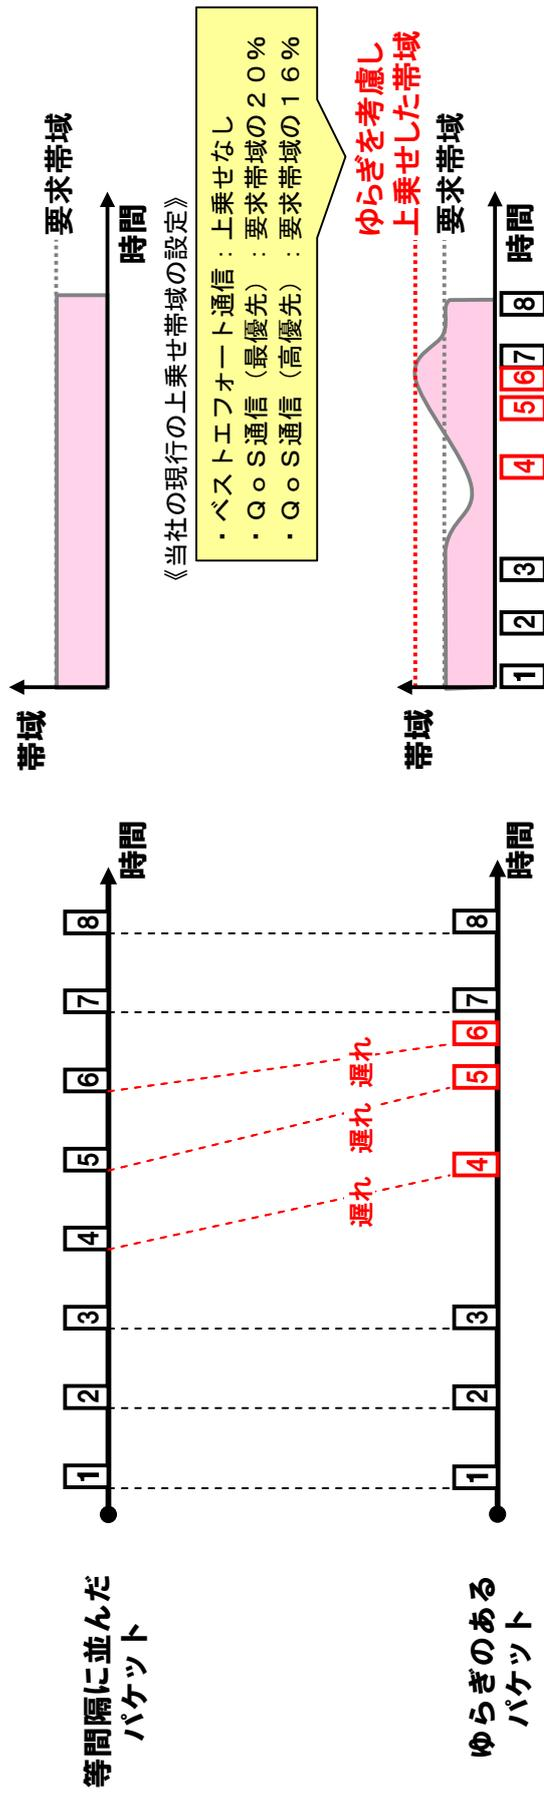 等間隔に並んだ
パケット
1 2 3 4 5 6 7 8
時間
遅れ 遅れ 遅れ
ゆらぎのある
パケット
1 2 3 4 5 6 7 8
時間
帯域
要求帯域
時間
《当社の現行の上乗せ帯域の設定》
・ベストエフォート通信：上乗せなし
・ＱｏＳ通信（最優先）：要求帯域の２０％
・ＱｏＳ通信（高優先）：要求帯域の１６％
ゆらぎを考慮し
上乗せした帯域
帯域
要求帯域
時間
1 2 3 4 5 6 7 8